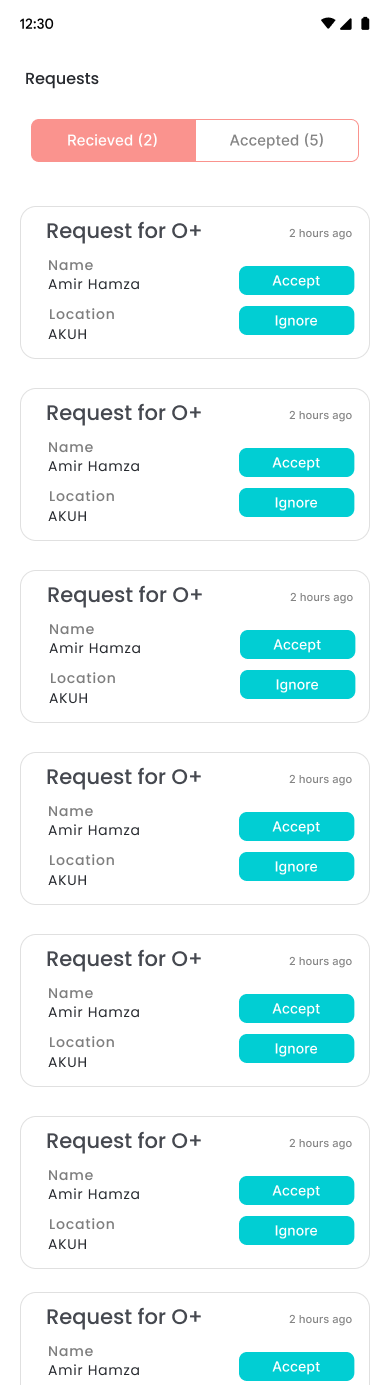 12:30
Requests
Recieved (2) Accepted (5)
Request for O+ 2 hours ago
Name
Amir Hamza
Accept
Location
AKUH
Ignore
Request for O+ 2 hours ago
Name
Amir Hamza
Accept
Location
AKUH
Ignore
Request for O+ 2 hours ago
Name
Amir Hamza
Accept
Location
AKUH
Ignore
Request for O+ 2 hours ago
Name
Amir Hamza
Accept
Location
AKUH
Ignore
Request for O+ 2 hours ago
Name
Amir Hamza
Accept
Location
AKUH
Ignore
Request for O+ 2 hours ago
Name
Amir Hamza
Accept
Location
AKUH
Ignore
Request for O+ 2 hours ago
Name
Amir Hamza
Accept